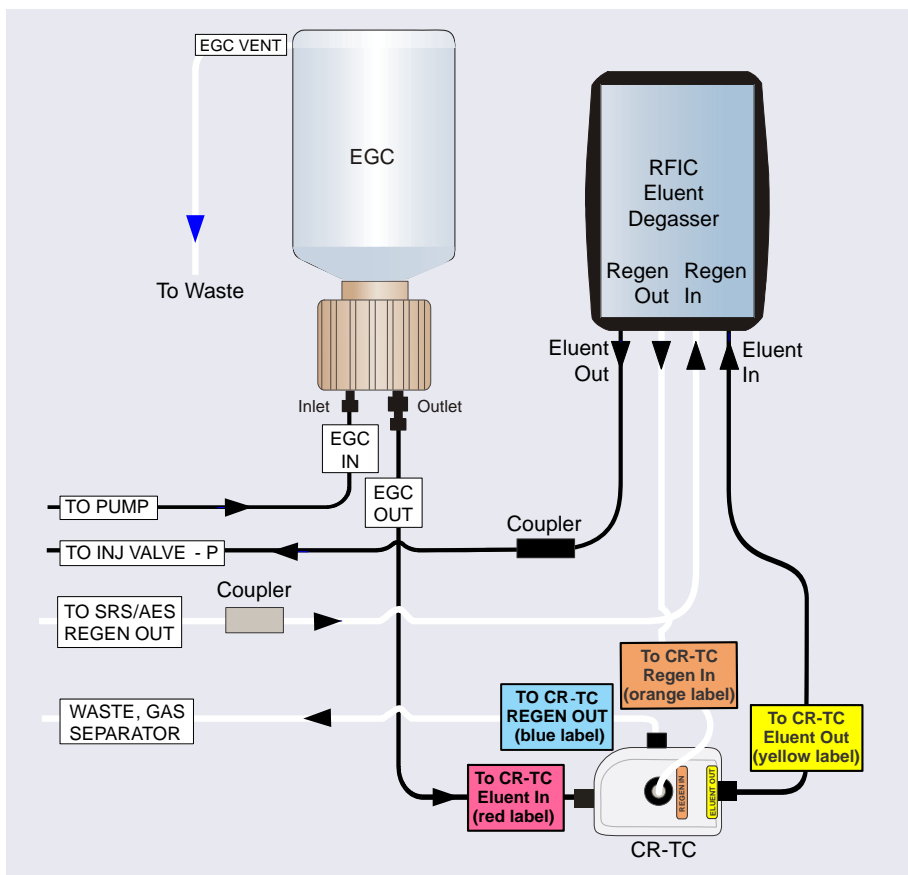 EGC VENT
To Waste
EGC
RFIC
Eluent
Degasser
Regen
Out
Regen
In
Eluent
Out
Eluent
In
Inlet
Outlet
EGC
IN
EGC
OUT
TO PUMP
TO INJ VALVE - P
Coupler
Coupler
TO SRS/AES
REGEN OUT
WASTE, GAS
SEPARATOR
TO CR-TC
REGEN OUT
(blue label)
To CR-TC
Regen In
(orange label)
To CR-TC
Eluent Out
(yellow label)
To CR-TC
Eluent In
(red label)
REGEN IN
ELUENT OUT
CR-TC